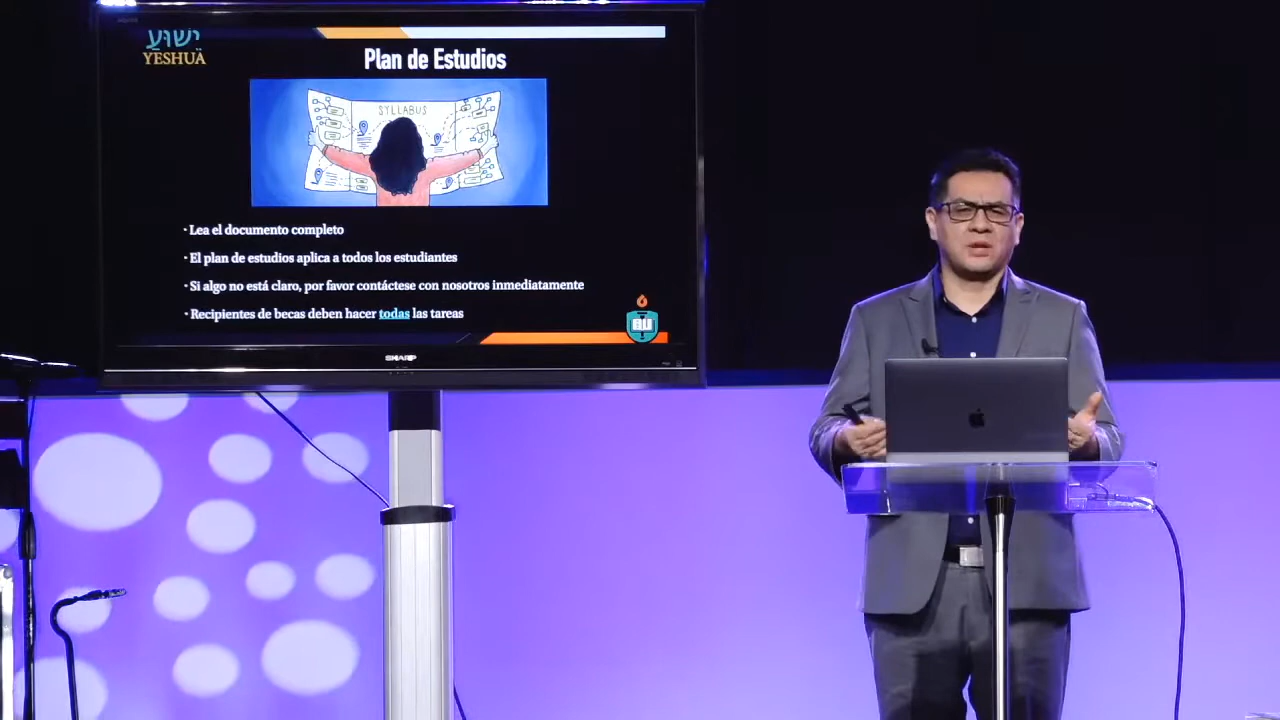 ישוע
YESHUA
Plan de Estudios
SYLLABUS
· Lea el documento completo
· El plan de estudios aplica a todos los estudiantes
· Si algo no está claro, por favor contáctese con nosotros inmediatamente
· Recipientes de becas deben hacer todas las tareas
BU
SHARP